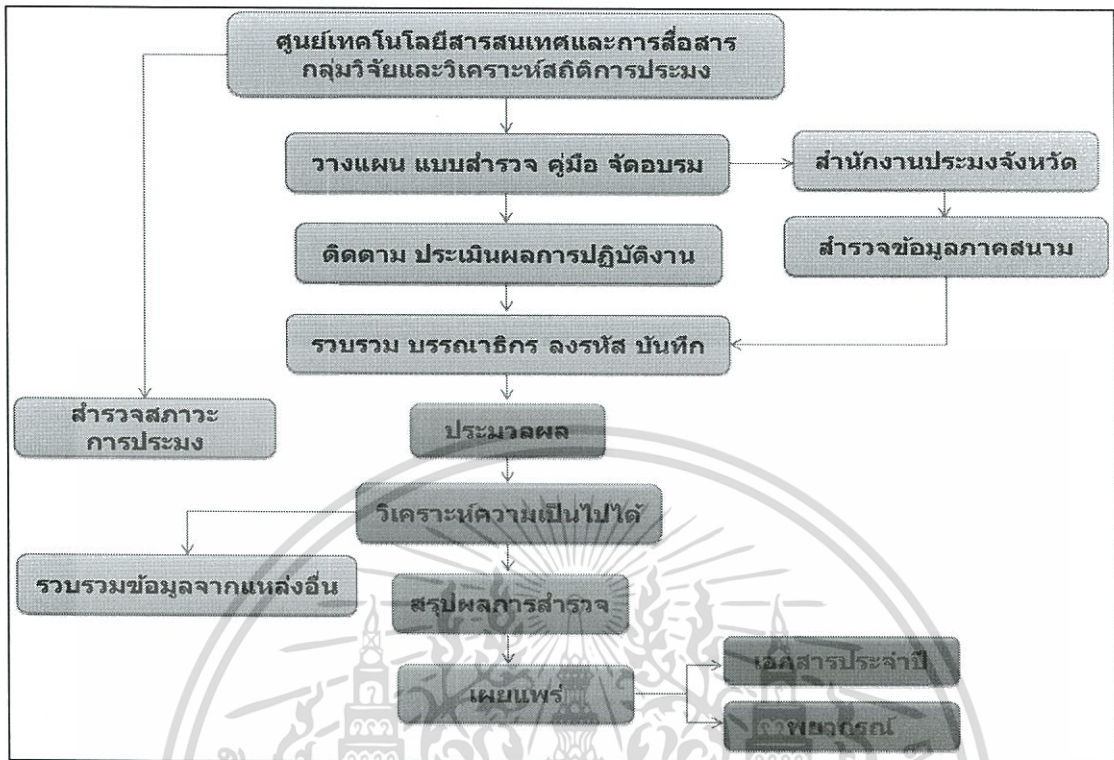 ศูนย์เทคโนโลยีสารสนเทศและการสื่อสาร
กลุ่มวิจัยและวิเคราะห์สถิติการประมง
วางแผน แบบสำรวจ คู่มือ จัดอบรม
สำนักงานประมงจังหวัด
ติดตาม ประเมินผลการปฏิบัติงาน
สำรวจข้อมูลภาคสนาม
รวบรวม บรรณาธิกร ลงรหัส บันทึก
สำรวจสภาวะ
การประมง
ประมวลผล
วิเคราะห์ความเป็นไปได้
รวบรวมข้อมูลจากแหล่งอื่น
สรุปผลการสำรวจ
เผยแพร่
เอกสารประจำปี
พยากรณ์